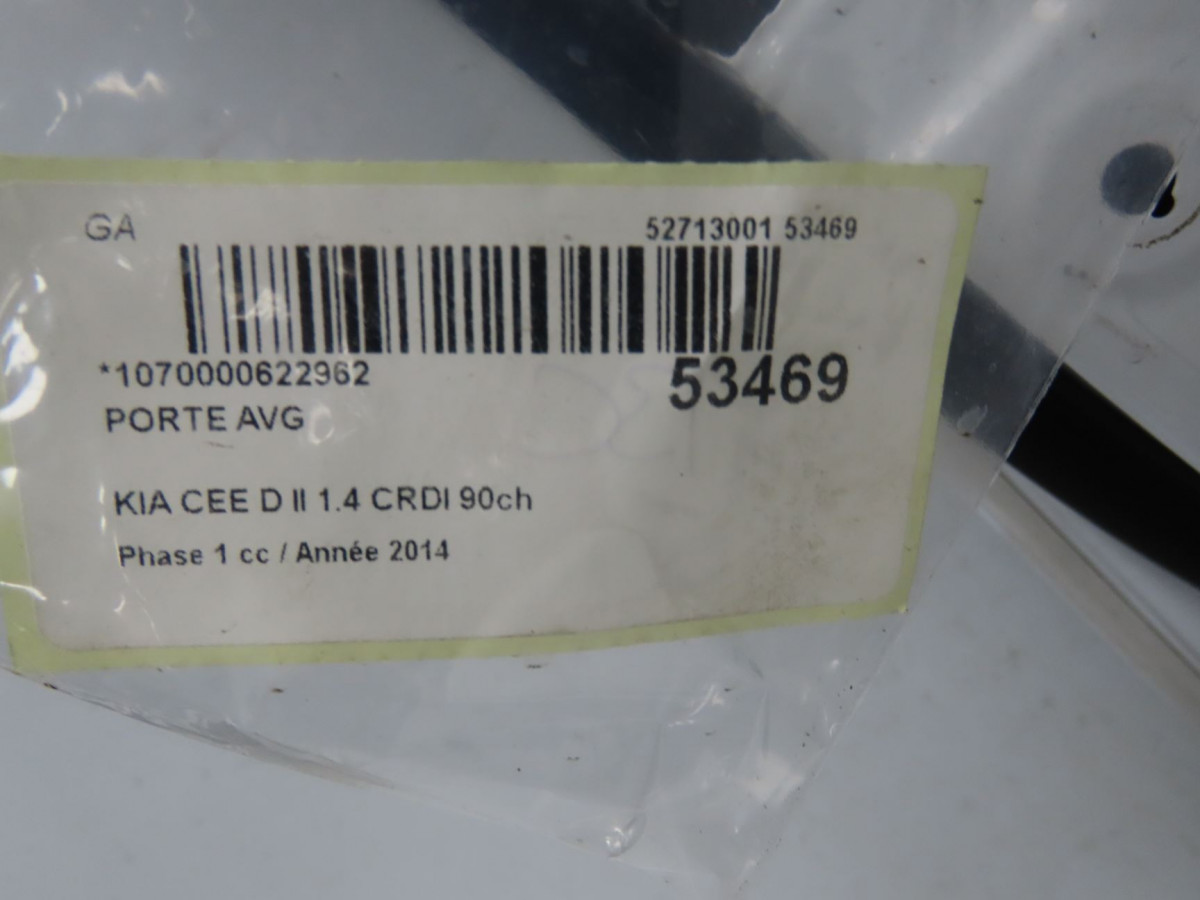 GA 52713001 53469
*1070000622962 53469
PORTE AVG
KIA CEE D II 1.4 CRDI 90ch
Phase 1 cc / Année 2014